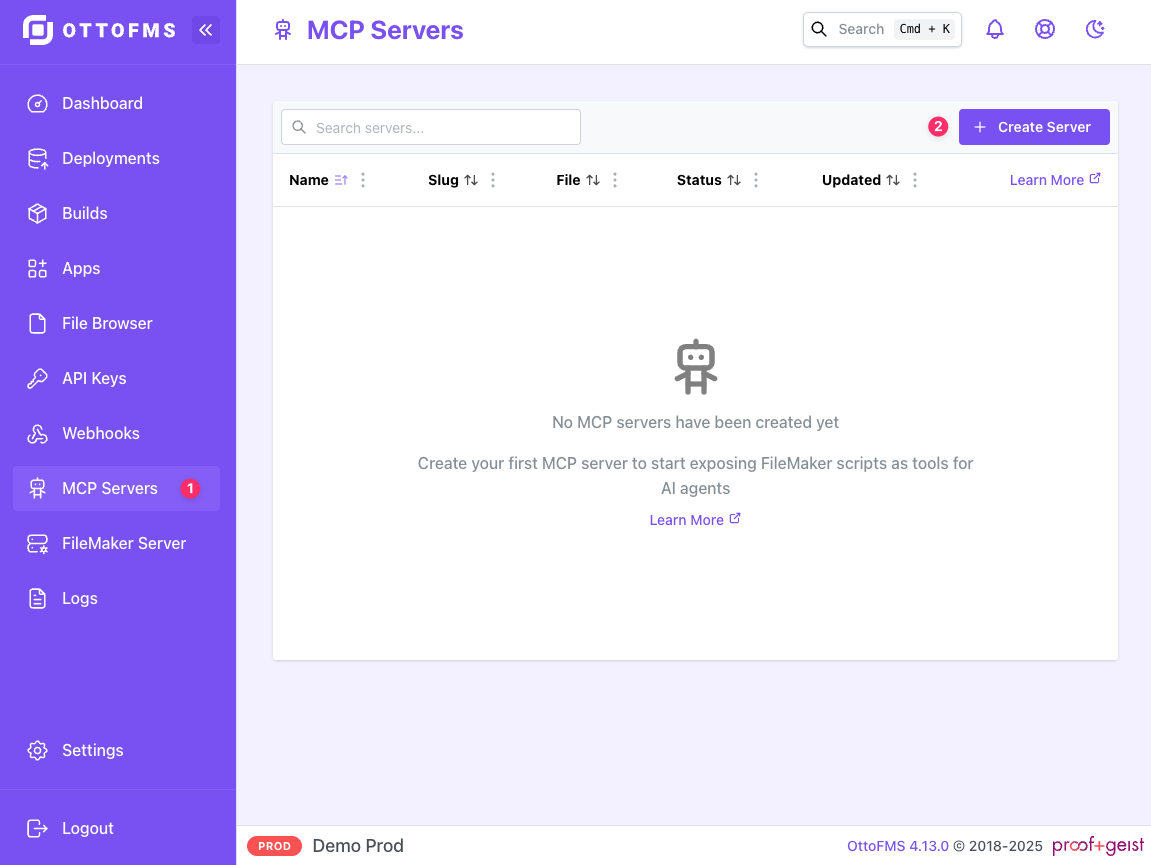 OTTOFMS
MCP Servers
Search Cmd + K
Dashboard
Deployments
Builds
Apps
File Browser
API Keys
Webhooks
MCP Servers 1
FileMaker Server
Logs
Settings
Logout
Search servers...
2
Create Server
Name Slug File Status Updated Learn More
No MCP servers have been created yet
Create your first MCP server to start exposing FileMaker scripts as tools for
AI agents
Learn More
PROD Demo Prod
OttoFMS 4.13.0 © 2018-2025 proof+geist